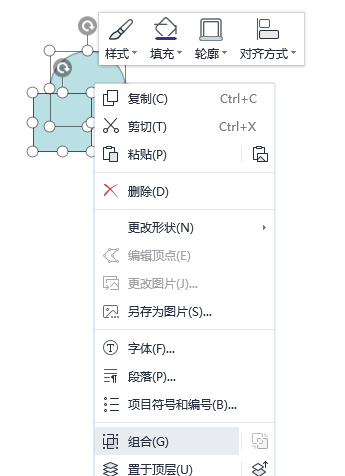 样式 填充 轮廓 对齐方式
复制(C) Ctrl+C
剪切(T) Ctrl+X
粘贴(P)
删除(D)
更改形状(N)
编辑顶点(E)
更改图片(J)...
另存为图片(S)...
字体(F)...
段落(P)...
项目符号和编号(B)...
组合(G)
置于顶层(U)